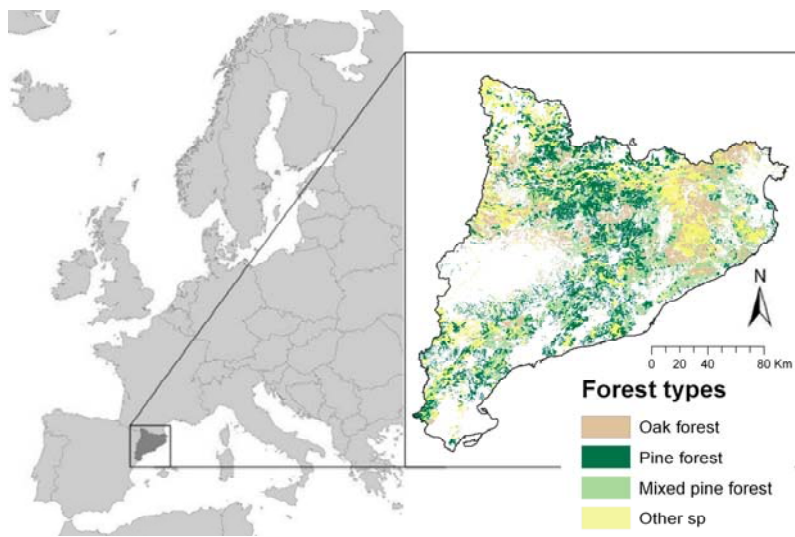 N
0 20 40 80 Km
Forest types
Oak forest
Pine forest
Mixed pine forest
Other sp